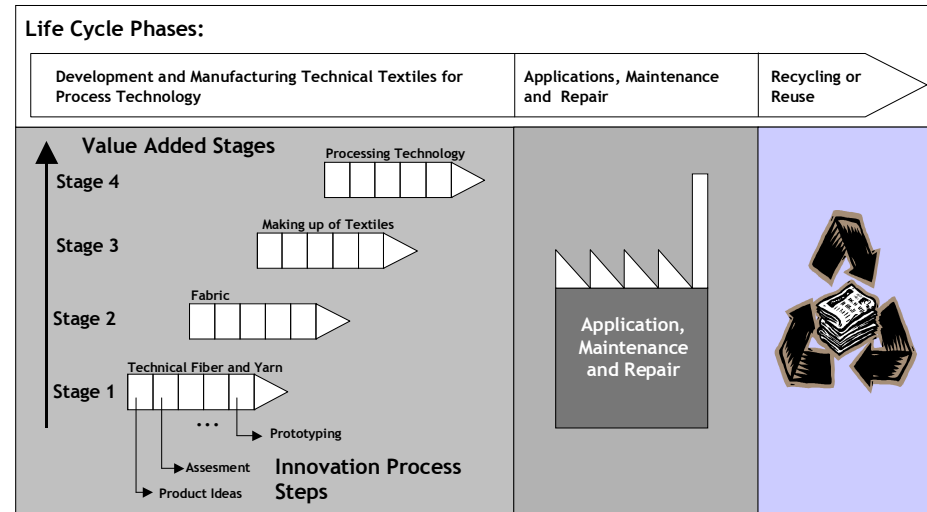 Life Cycle Phases:
Development and Manufacturing Technical Textiles for
Process Technology
Applications, Maintenance
and Repair
Recycling or
Reuse
Value Added Stages
Stage 4
Processing Technology
Stage 3
Making up of Textiles
Stage 2
Fabric
Stage 1
Technical Fiber and Yarn
...
Prototyping
Assesment
Product Ideas
Innovation Process
Steps
Application,
Maintenance
and Repair